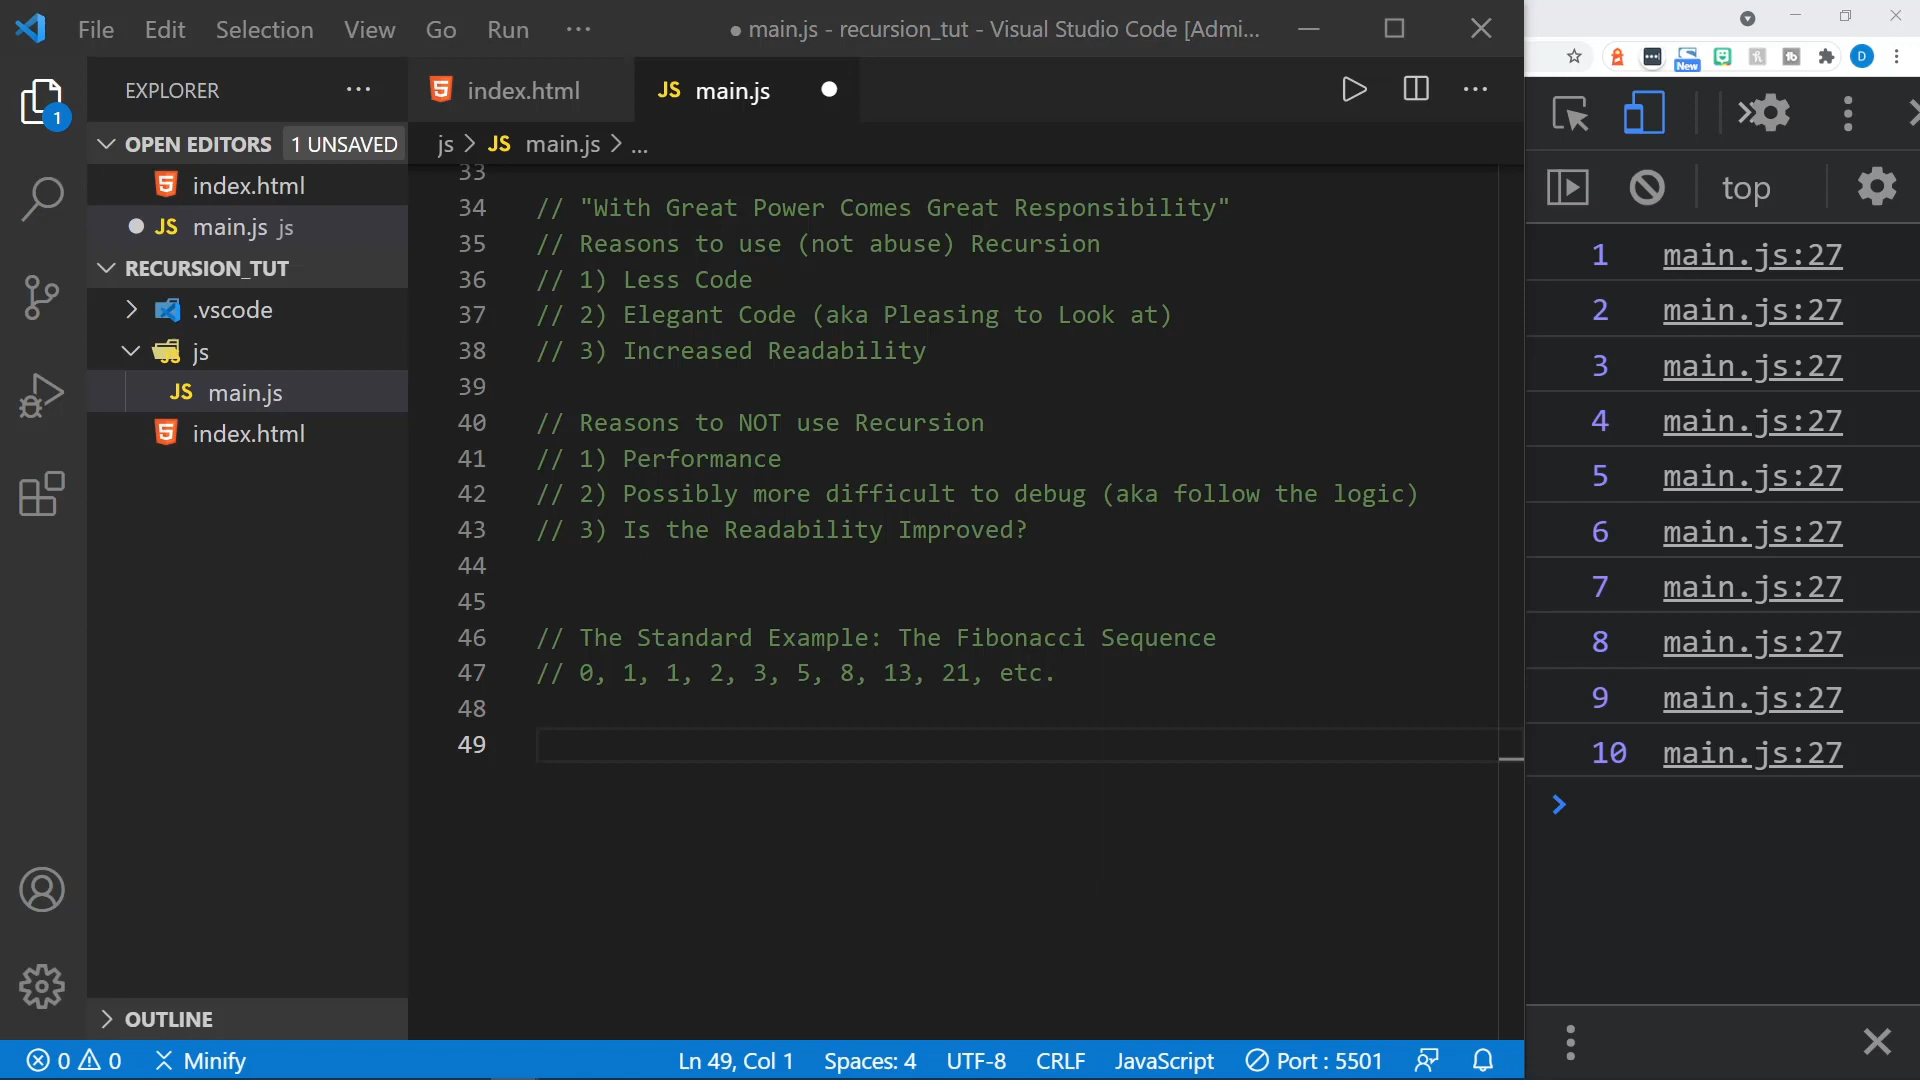 File Edit Selection View Go Run ··· ● main.js - recursion_tut - Visual Studio Code [Admi...
EXPLORER ···
OPEN EDITORS 1 UNSAVED
index.html
JS main.js js
RECURSION_TUT
.vscode
js
JS main.js
index.html
OUTLINE
1
index.html
JS main.js
js > JS main.js > ...
33
34 // "With Great Power Comes Great Responsibility"
35 // Reasons to use (not abuse) Recursion
36 // 1) Less Code
37 // 2) Elegant Code (aka Pleasing to Look at)
38 // 3) Increased Readability
39
40 // Reasons to NOT use Recursion
41 // 1) Performance
42 // 2) Possibly more difficult to debug (aka follow the logic)
43 // 3) Is the Readability Improved?
44
45
46 // The Standard Example: The Fibonacci Sequence
47 // 0, 1, 1, 2, 3, 5, 8, 13, 21, etc.
48
49
New
D
top
1 main.js:27
2 main.js:27
3 main.js:27
4 main.js:27
5 main.js:27
6 main.js:27
7 main.js:27
8 main.js:27
9 main.js:27
10 main.js:27
0 0 Minify Ln 49, Col 1 Spaces: 4 UTF-8 CRLF JavaScript Port : 5501